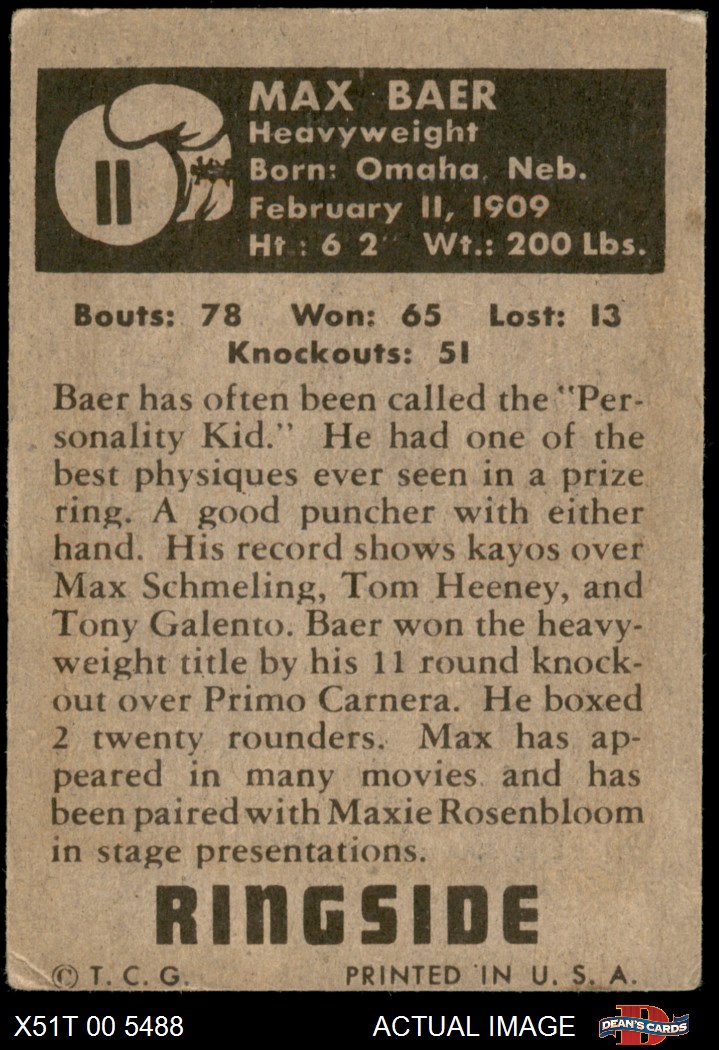 11
MAX BAER
Heavyweight
Born: Omaha, Neb.
February 11, 1909
Ht.: 6 2" Wt.: 200 Lbs.
Bouts: 78 Won: 65 Lost: 13
Knockouts: 51
Baer has often been called the "Per-
sonality Kid." He had one of the
best physiques ever seen in a prize
ring. A good puncher with either
hand. His record shows kayos over
Max Schmeling, Tom Heeney, and
Tony Galento. Baer won the heavy-
weight title by his 11 round knock-
out over Primo Carnera. He boxed
2 twenty rounders. Max has ap-
peared in many movies and has
been paired with Maxie Rosenbloom
in stage presentations.
RINGSIDE
© T. C. G. PRINTED IN U. S. A.
X51T 00 5488 ACTUAL IMAGE D DEAN'S CARDS